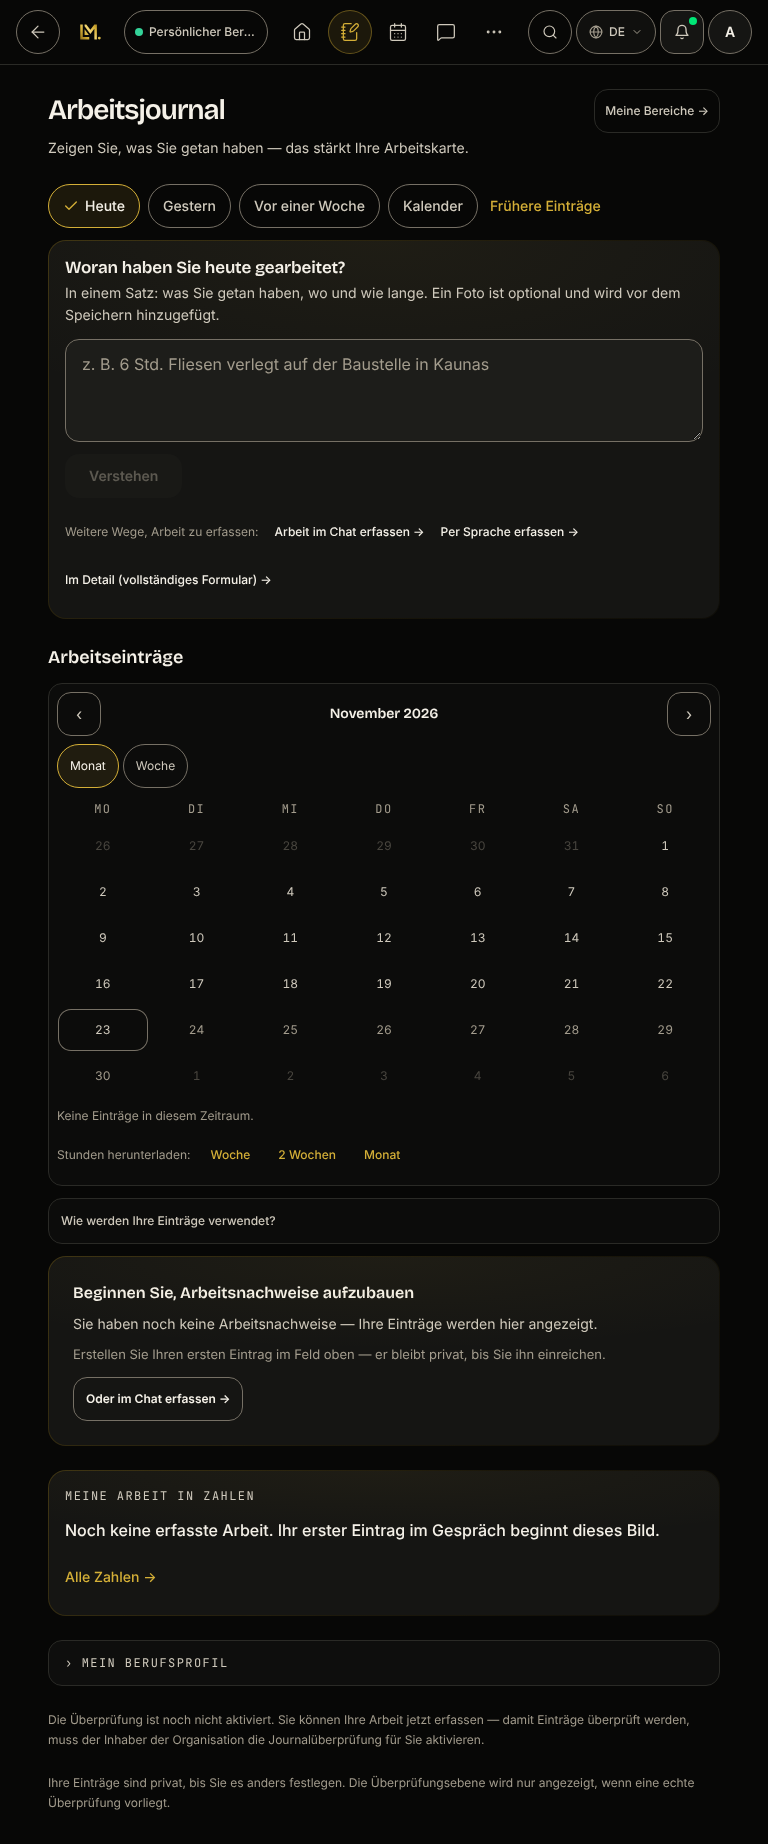 LM.
Persönlicher Ber...
DE
A
Arbeitsjournal
Meine Bereiche →
Zeigen Sie, was Sie getan haben — das stärkt Ihre Arbeitskarte.
Heute Gestern Vor einer Woche Kalender Frühere Einträge
Woran haben Sie heute gearbeitet?
In einem Satz: was Sie getan haben, wo und wie lange. Ein Foto ist optional und wird vor dem
Speichern hinzugefügt.
z. B. 6 Std. Fliesen verlegt auf der Baustelle in Kaunas
Verstehen
Weitere Wege, Arbeit zu erfassen: Arbeit im Chat erfassen → Per Sprache erfassen →
Im Detail (vollständiges Formular) →
Arbeitseinträge
‹ November 2026 ›
Monat Woche
MO DI MI DO FR SA SO
26 27 28 29 30 31 1
2 3 4 5 6 7 8
9 10 11 12 13 14 15
16 17 18 19 20 21 22
23 24 25 26 27 28 29
30 1 2 3 4 5 6
Keine Einträge in diesem Zeitraum.
Stunden herunterladen: Woche 2 Wochen Monat
Wie werden Ihre Einträge verwendet?
Beginnen Sie, Arbeitsnachweise aufzubauen
Sie haben noch keine Arbeitsnachweise — Ihre Einträge werden hier angezeigt.
Erstellen Sie Ihren ersten Eintrag im Feld oben — er bleibt privat, bis Sie ihn einreichen.
Oder im Chat erfassen →
MEINE ARBEIT IN ZAHLEN
Noch keine erfasste Arbeit. Ihr erster Eintrag im Gespräch beginnt dieses Bild.
Alle Zahlen →
› MEIN BERUFSPROFIL
Die Überprüfung ist noch nicht aktiviert. Sie können Ihre Arbeit jetzt erfassen — damit Einträge überprüft werden,
muss der Inhaber der Organisation die Journalüberprüfung für Sie aktivieren.
Ihre Einträge sind privat, bis Sie es anders festlegen. Die Überprüfungsebene wird nur angezeigt, wenn eine echte
Überprüfung vorliegt.